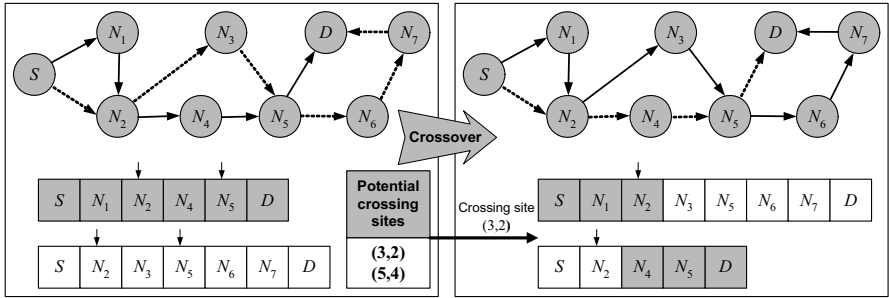 N1 N3 D N7
S
N2 N4 N5 N6
S N1 N2 N4 N5 D
S N2 N3 N5 N6 N7 D
Potential
crossing
sites
(3,2)
(5,4)
Crossover
Crossing site
(3,2)
N1 N3 D N7
S
N2 N4 N5 N6
S N1 N2 N3 N5 N6 N7 D
S N2 N4 N5 D